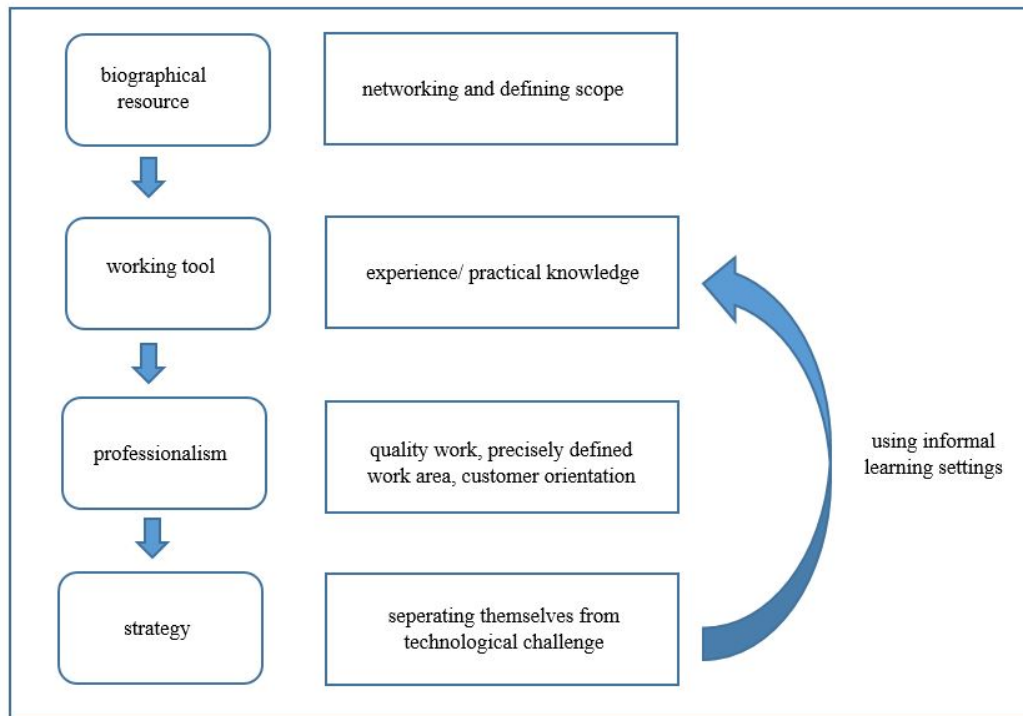 biographical
resource
networking and defining scope
working tool
experience/ practical knowledge
professionalism
quality work, precisely defined
work area, customer orientation
using informal
learning settings
strategy
seperating themselves from
technological challenge